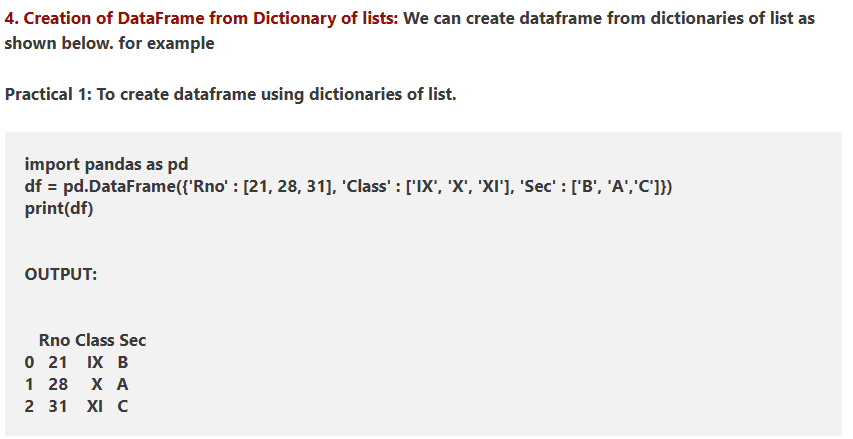 4. Creation of DataFrame from Dictionary of lists: We can create dataframe from dictionaries of list as
shown below. for example
Practical 1: To create dataframe using dictionaries of list.
import pandas as pd
df = pd.DataFrame({'Rno' : [21, 28, 31], 'Class' : ['IX', 'X', 'XI'], 'Sec' : ['B', 'A','C']})
print(df)
OUTPUT:
Rno Class Sec
0 21 IX B
1 28 X A
2 31 XI C